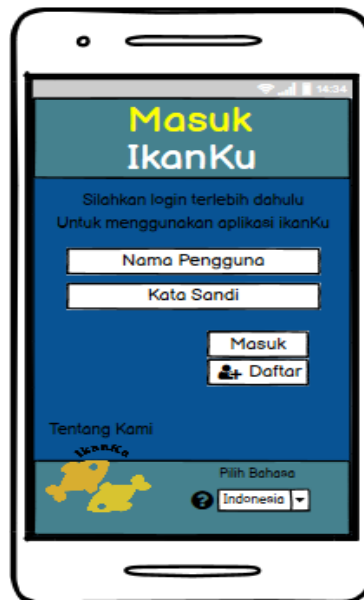 14:34
Masuk
IkanKu
Silahkan login terlebih dahulu
Untuk menggunakan aplikasi ikanKu
Nama Pengguna
Kata Sandi
Masuk
Daftar
Tentang Kami
IkanKu
Pilih Bahasa
? Indonesia